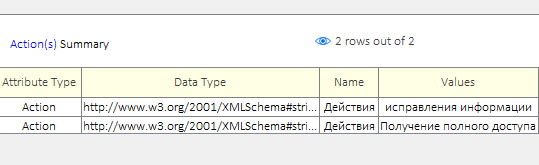 Action(s) Summary
2 rows out of 2
Attribute Type Data Type Name Values
Action http://www.w3.org/2001/XMLSchema#stri... Действия исправления информации
Action http://www.w3.org/2001/XMLSchema#stri... Действия Получение полного доступа